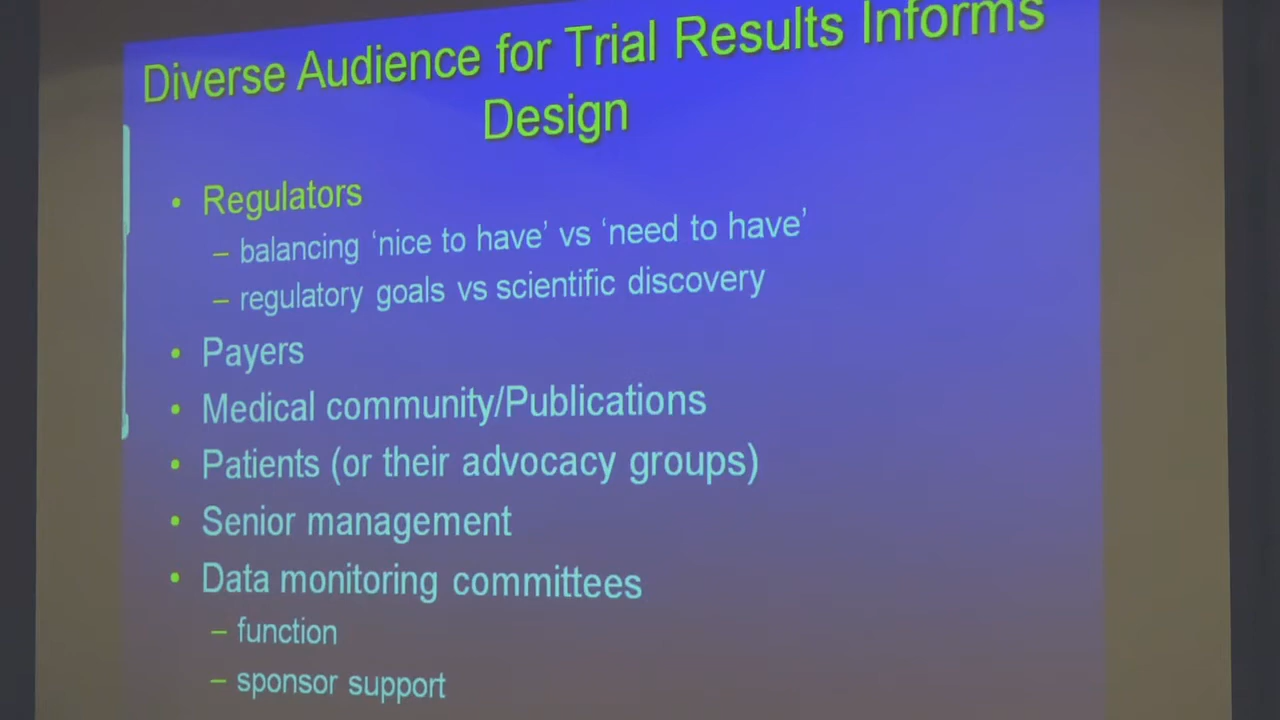 Diverse Audience for Trial Results Informs
Design
• Regulators
– balancing ‘nice to have’ vs ‘need to have’
– regulatory goals vs scientific discovery
• Payers
• Medical community/Publications
• Patients (or their advocacy groups)
• Senior management
• Data monitoring committees
– function
– sponsor support